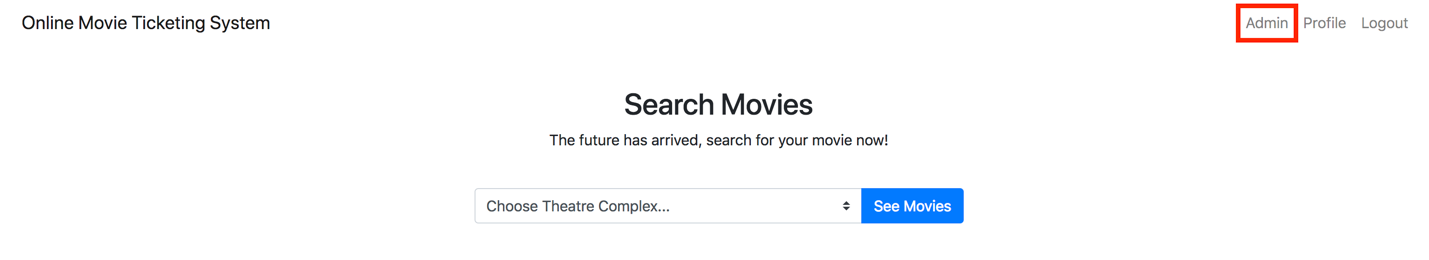 Online Movie Ticketing System
Admin Profile Logout
Search Movies
The future has arrived, search for your movie now!
Choose Theatre Complex... See Movies